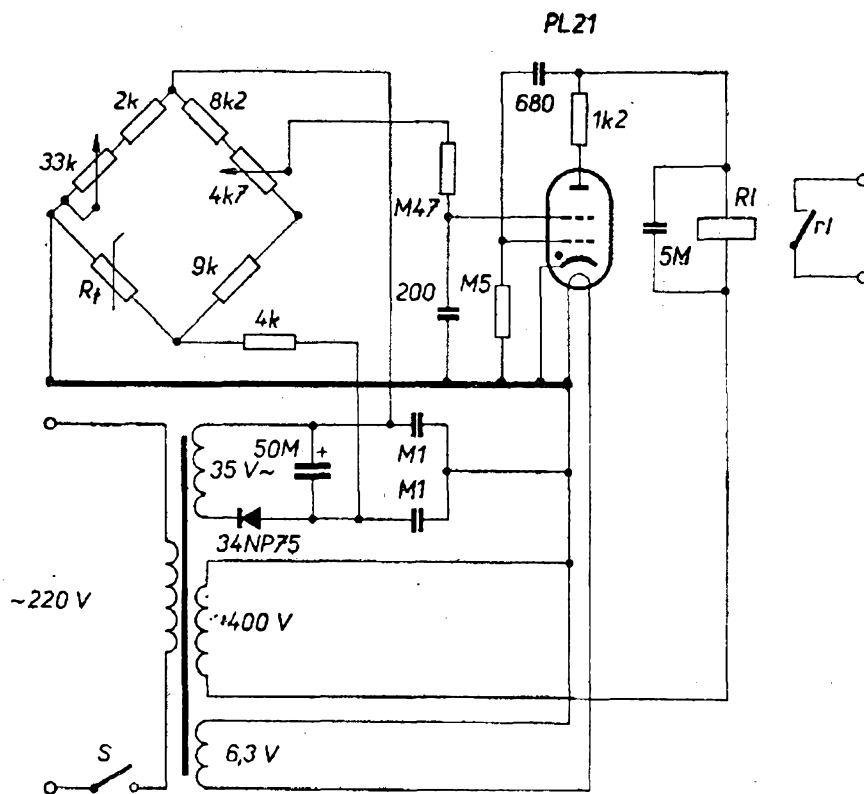 PL21
2k
8k2
680
1k2
33k
4k7
M47
Rl
rl
5M
Rt
9k
200
M5
4k
50M
+
M1
35 V~
M1
34NP75
~220 V
400 V
S
6,3 V